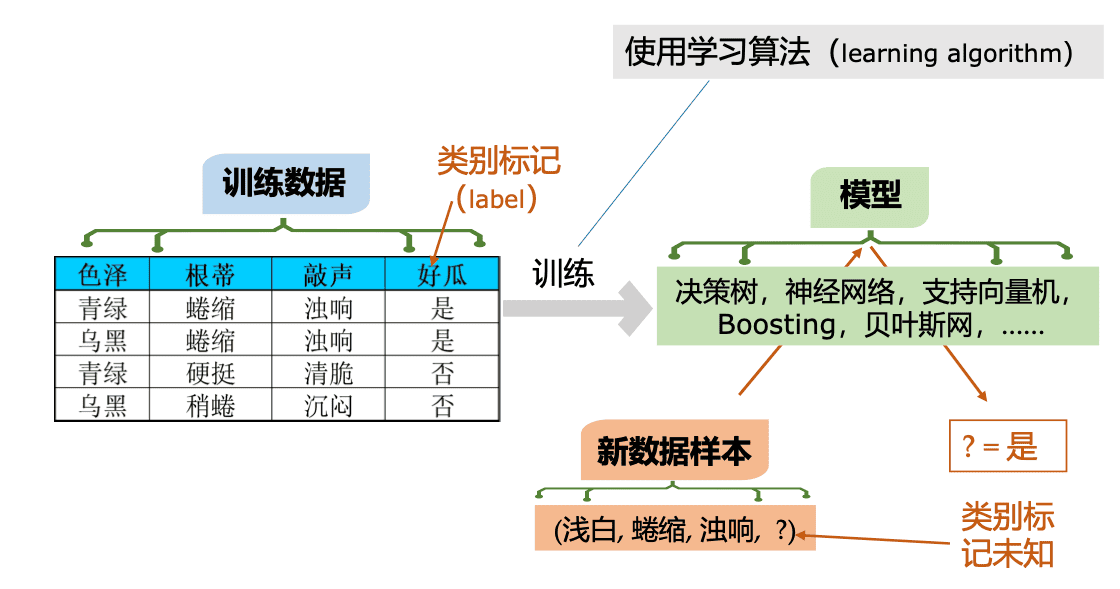 使用学习算法（learning algorithm）
类别标记
（label）
训练数据
模型
色泽 根蒂 敲声 好瓜
青绿 蜷缩 浊响 是
乌黑 蜷缩 浊响 是
青绿 硬挺 清脆 否
乌黑 稍蜷 沉闷 否
训练
决策树，神经网络，支持向量机，
Boosting，贝叶斯网，……
新数据样本
(浅白, 蜷缩, 浊响, ?)
? = 是
类别标
记未知